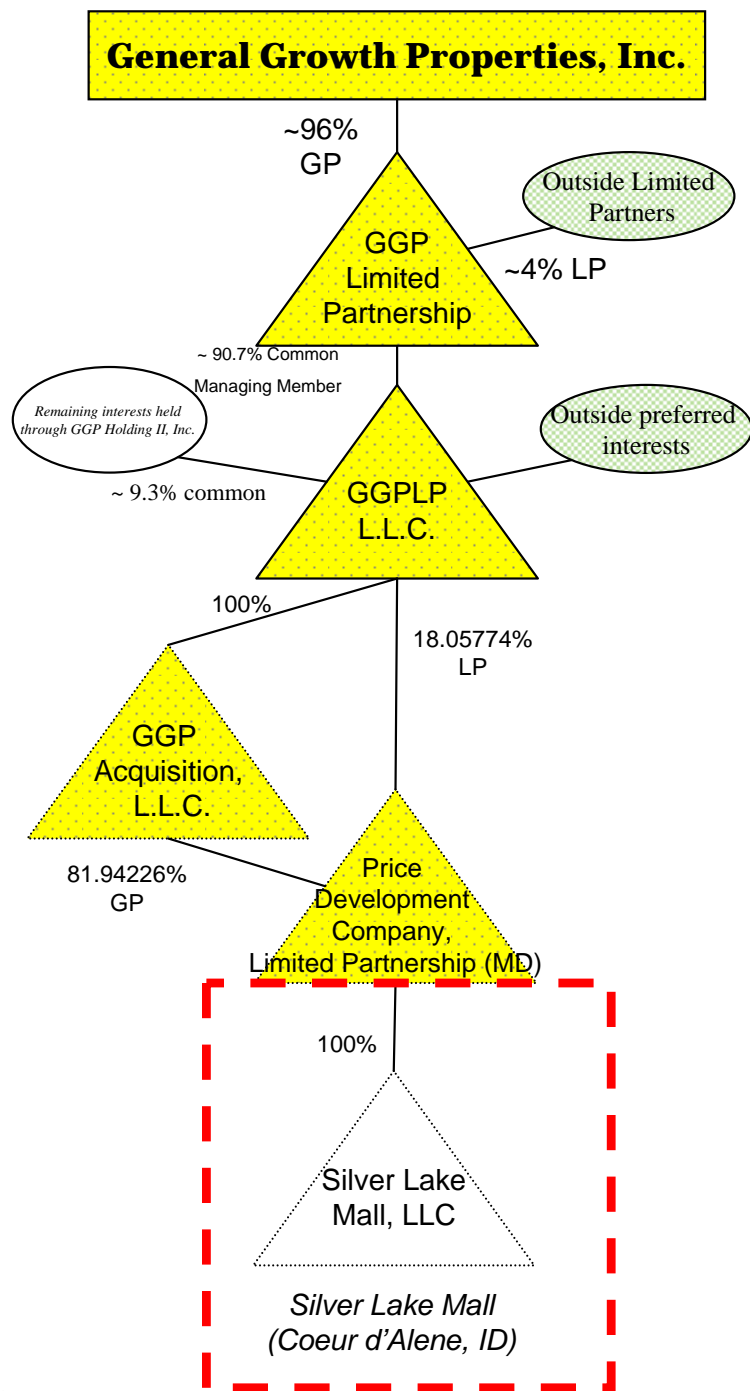 General Growth Properties, Inc.
~96%
GP
Outside Limited
Partners
GGP
Limited
Partnership
~4% LP
~ 90.7% Common
Managing Member
Remaining interests held
through GGP Holding II, Inc.
Outside preferred
interests
~ 9.3% common
GGPLP
L.L.C.
100%
18.05774%
LP
GGP
Acquisition,
L.L.C.
81.94226%
GP
Price
Development
Company,
Limited Partnership (MD)
100%
Silver Lake
Mall, LLC
Silver Lake Mall
(Coeur d’Alene, ID)